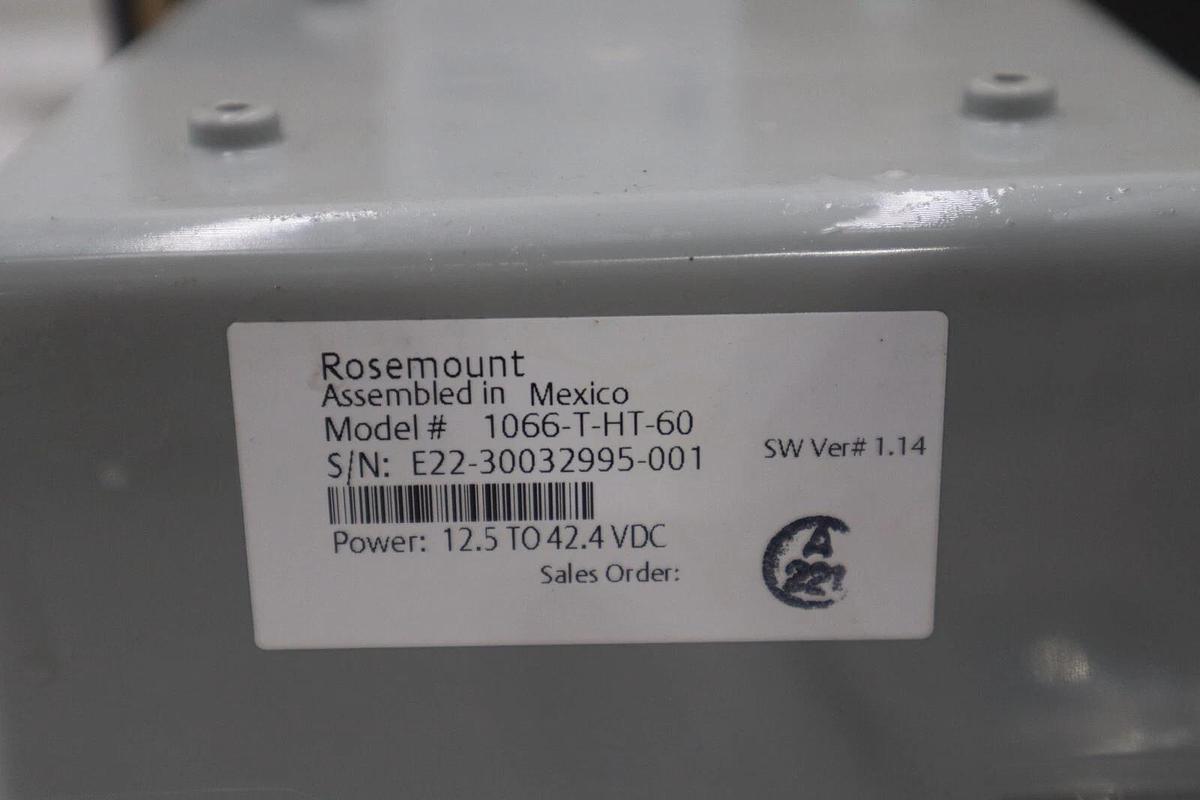 Rosemount
Assembled in Mexico
Model # 1066-T-HT-60
S/N: E22-30032995-001
SW Ver# 1.14
Power: 12.5 TO 42.4 VDC
Sales Order:
A
221